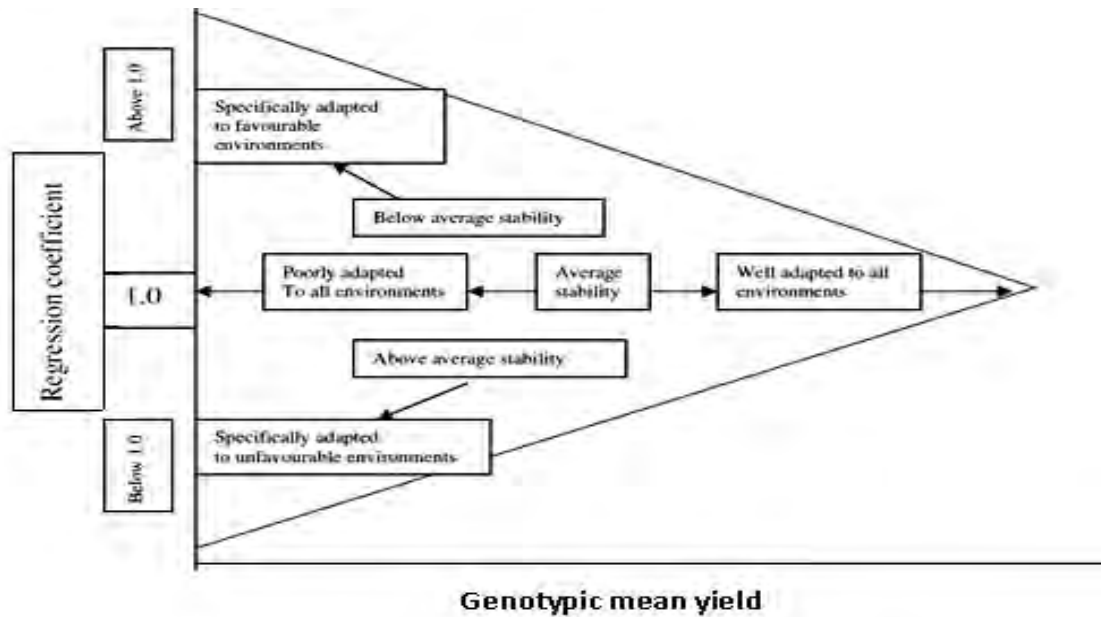 Above 1.0
Specifically adapted
to favourable
environments
Regression coefficient
Below average stability
1.0
Poorly adapted
To all environments
Average
stability
Well adapted to all
environments
Above average stability
Below 1.0
Specifically adapted
to unfavourable environments
Genotypic mean yield